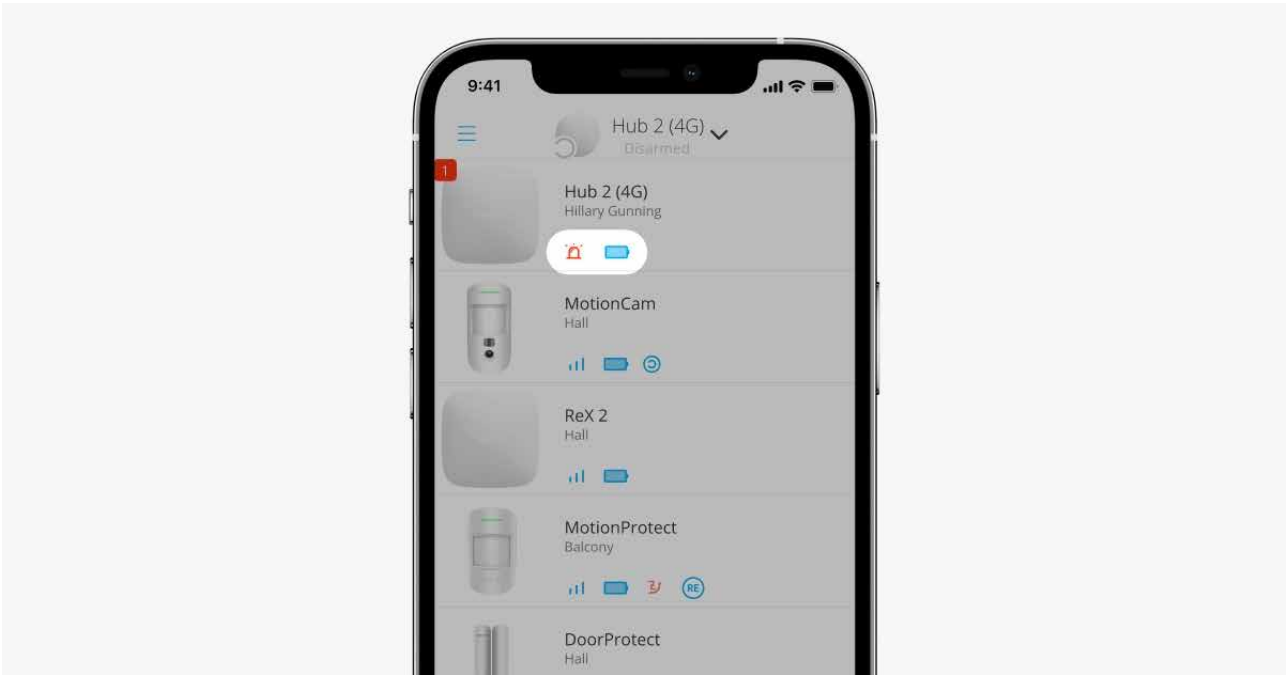 9:41
Hub 2 (4G)
Disarmed
1
Hub 2 (4G)
Hillary Gunning
MotionCam
Hall
ReX 2
Hall
MotionProtect
Balcony
RE
DoorProtect
Hall